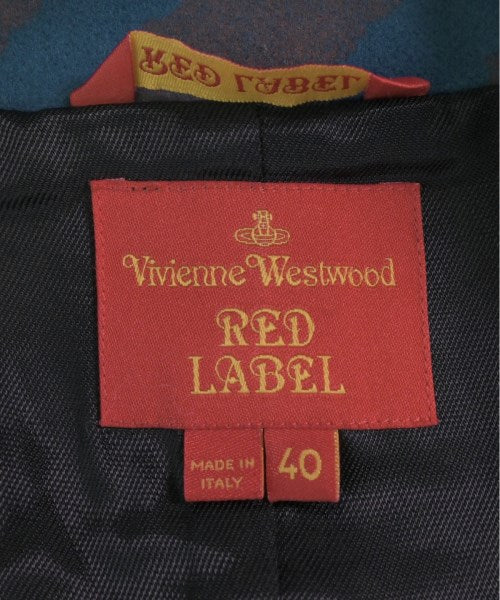 RED LABEL
Vivienne Westwood
RED
LABEL
MADE IN
ITALY
40